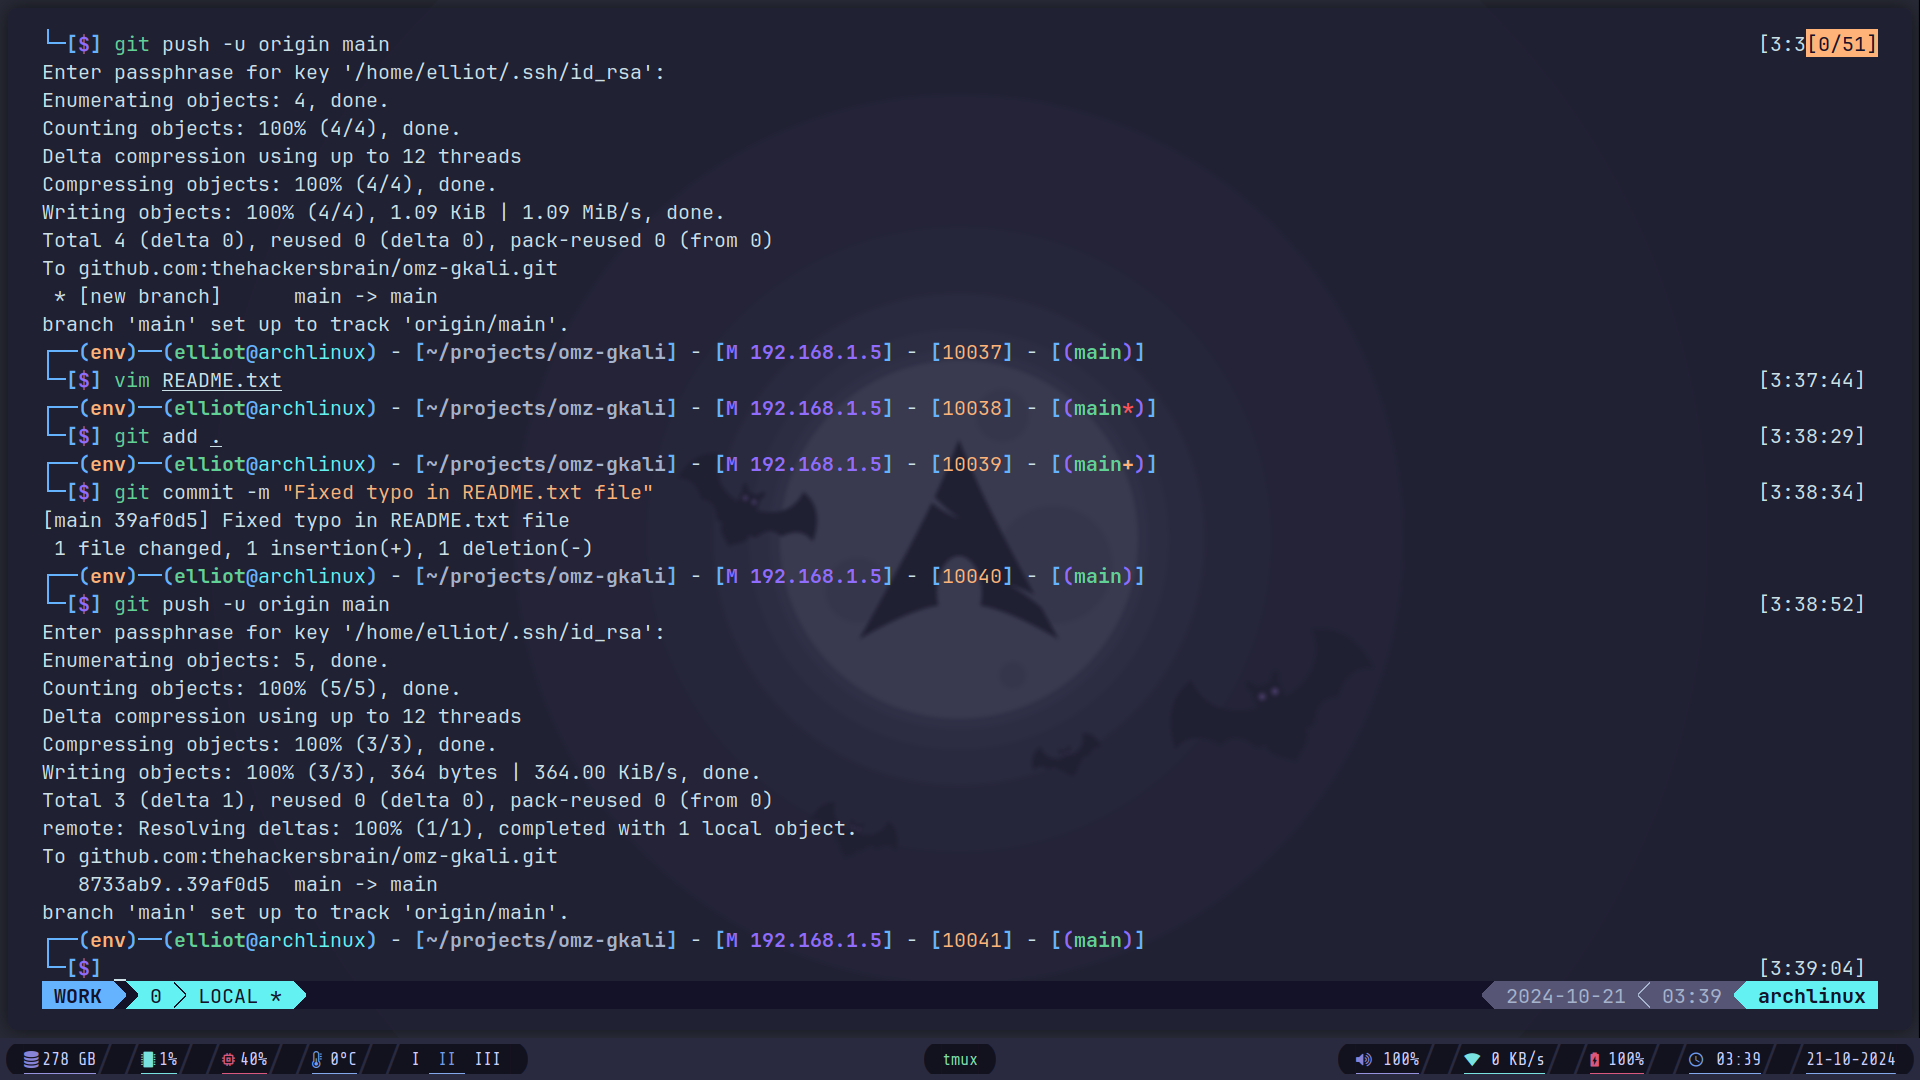 └─[$] git push -u origin main [3:3[0/51]
Enter passphrase for key '/home/elliot/.ssh/id_rsa':
Enumerating objects: 4, done.
Counting objects: 100% (4/4), done.
Delta compression using up to 12 threads
Compressing objects: 100% (4/4), done.
Writing objects: 100% (4/4), 1.09 KiB | 1.09 MiB/s, done.
Total 4 (delta 0), reused 0 (delta 0), pack-reused 0 (from 0)
To github.com:thehackersbrain/omz-gkali.git
 * [new branch]      main -> main
branch 'main' set up to track 'origin/main'.
┌──(env)──(elliot@archlinux) - [~/projects/omz-gkali] - [M 192.168.1.5] - [10037] - [(main)]
└─[$] vim README.txt [3:37:44]
┌──(env)──(elliot@archlinux) - [~/projects/omz-gkali] - [M 192.168.1.5] - [10038] - [(main*)]
└─[$] git add . [3:38:29]
┌──(env)──(elliot@archlinux) - [~/projects/omz-gkali] - [M 192.168.1.5] - [10039] - [(main+)]
└─[$] git commit -m "Fixed typo in README.txt file" [3:38:34]
[main 39af0d5] Fixed typo in README.txt file
 1 file changed, 1 insertion(+), 1 deletion(-)
┌──(env)──(elliot@archlinux) - [~/projects/omz-gkali] - [M 192.168.1.5] - [10040] - [(main)]
└─[$] git push -u origin main [3:38:52]
Enter passphrase for key '/home/elliot/.ssh/id_rsa':
Enumerating objects: 5, done.
Counting objects: 100% (5/5), done.
Delta compression using up to 12 threads
Compressing objects: 100% (3/3), done.
Writing objects: 100% (3/3), 364 bytes | 364.00 KiB/s, done.
Total 3 (delta 1), reused 0 (delta 0), pack-reused 0 (from 0)
remote: Resolving deltas: 100% (1/1), completed with 1 local object.
To github.com:thehackersbrain/omz-gkali.git
   8733ab9..39af0d5  main -> main
branch 'main' set up to track 'origin/main'.
┌──(env)──(elliot@archlinux) - [~/projects/omz-gkali] - [M 192.168.1.5] - [10041] - [(main)]
└─[$] [3:39:04]
WORK 0 LOCAL * 2024-10-21 03:39 archlinux
278 GB 1% 40% 0°C I II III tmux 100% 0 KB/s 100% 03:39 21-10-2024